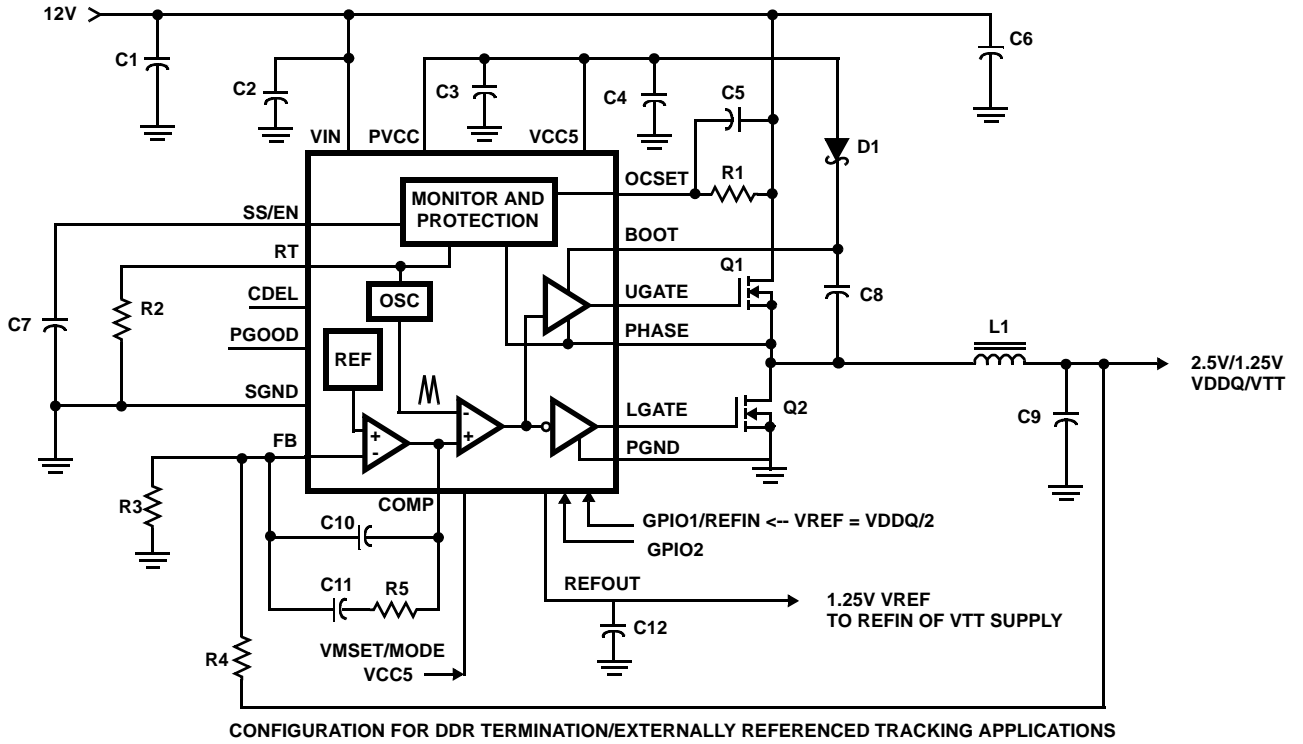 12V
C1
C2
C3
C4
C5
C6
VIN
PVCC
VCC5
D1
OCSET
R1
MONITOR AND
PROTECTION
SS/EN
BOOT
RT
Q1
OSC
UGATE
C8
CDEL
R2
C7
PHASE
L1
PGOOD
REF
2.5V/1.25V
VDDQ/VTT
SGND
LGATE
Q2
C9
FB
+
-
-
+
PGND
COMP
R3
C10
GPIO1/REFIN <-- VREF = VDDQ/2
GPIO2
C11
R5
REFOUT
1.25V VREF
TO REFIN OF VTT SUPPLY
C12
VMSET/MODE
VCC5
R4
CONFIGURATION FOR DDR TERMINATION/EXTERNALLY REFERENCED TRACKING APPLICATIONS